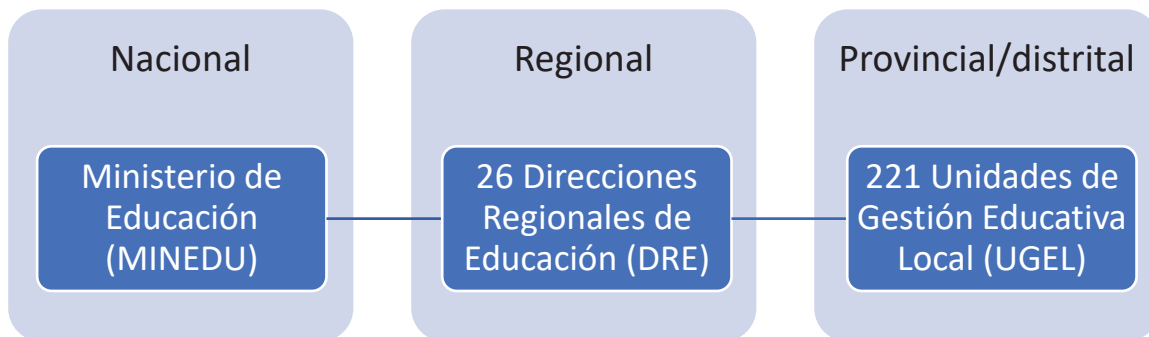 Nacional
Ministerio de
Educación
(MINEDU)
Regional
26 Direcciones
Regionales de
Educación (DRE)
Provincial/distrital
221 Unidades de
Gestión Educativa
Local (UGEL)